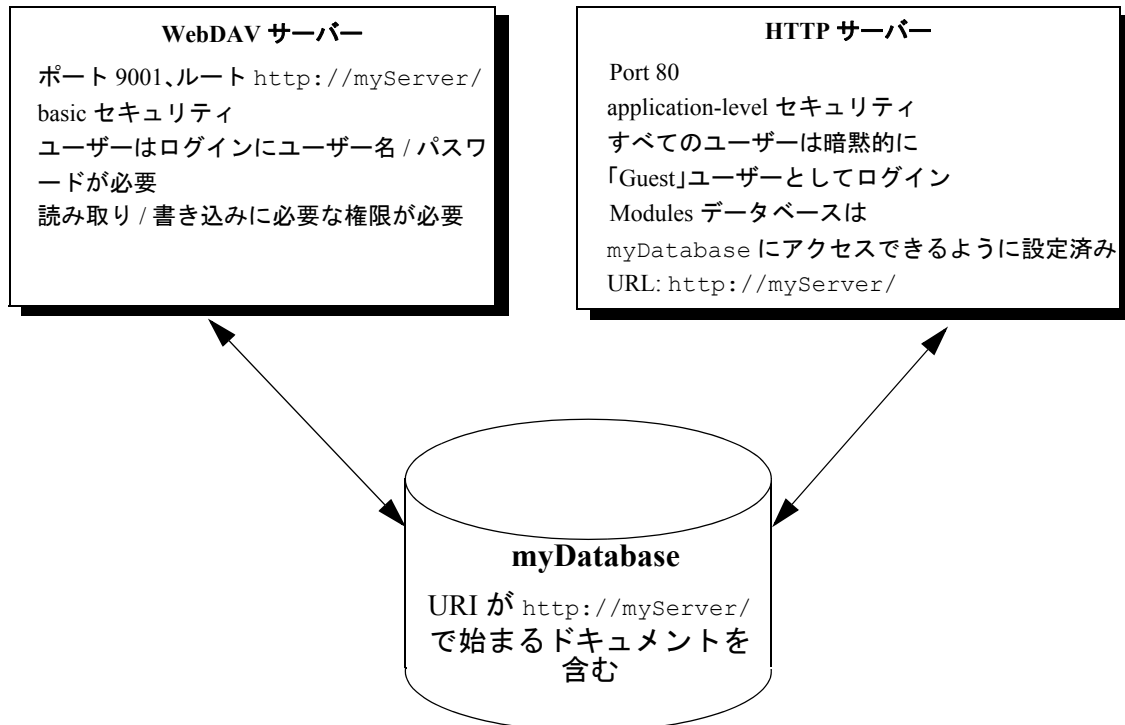 WebDAV サーバー
ポート 9001、ルート http://myServer/
basic セキュリティ
ユーザーはログインにユーザー名 / パスワ
ードが必要
読み取り / 書き込みに必要な権限が必要
HTTP サーバー
Port 80
application-level セキュリティ
すべてのユーザーは暗黙的に
「Guest」ユーザーとしてログイン
Modules データベースは
myDatabase にアクセスできるように設定済み
URL: http://myServer/
myDatabase
URI が http://myServer/
で始まるドキュメントを
含む